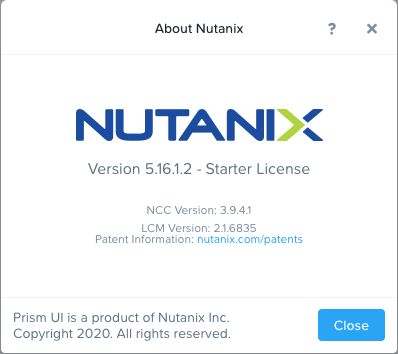 About Nutanix
?
×
NUTANIX
Version 5.16.1.2 - Starter License
NCC Version: 3.9.4.1
LCM Version: 2.1.6835
Patent Information: nutanix.com/patents
Prism UI is a product of Nutanix Inc.
Copyright 2020. All rights reserved.
Close